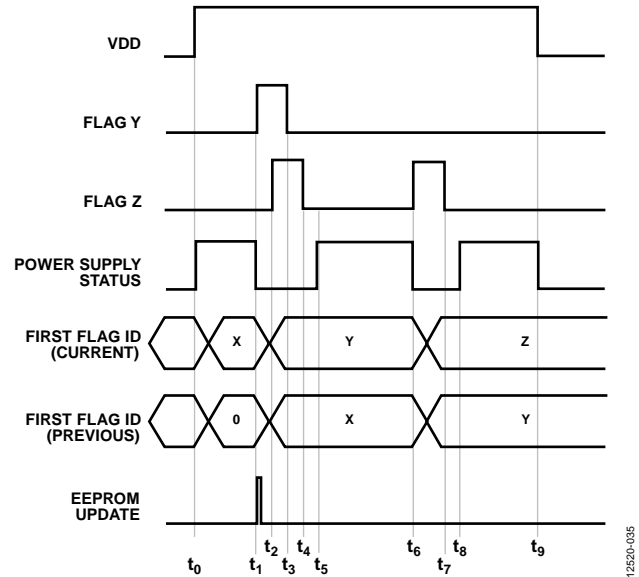 VDD
FLAG Y
FLAG Z
POWER SUPPLY
STATUS
FIRST FLAG ID
(CURRENT)
X Y Z
FIRST FLAG ID
(PREVIOUS)
0 X Y
EEPROM
UPDATE
t0 t1 t2 t3 t4 t5 t6 t7 t8 t9
12520-035